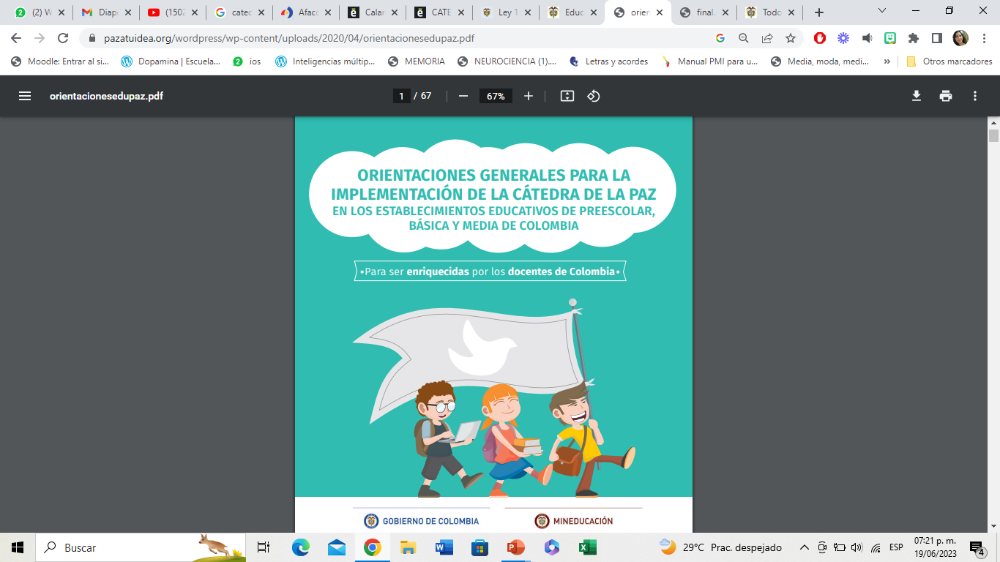 (2) W
Diapo
(150
catec
Afacc
Calar
CATE
Ley 1
Educ
orien
final.
Todo
pazatuidea.org/wordpress/wp-content/uploads/2020/04/orientacionesedupaz.pdf
Moodle: Entrar al si...
Dopamina | Escuela...
2 ios
Inteligencias múltip...
MEMORIA
NEUROCIENCIA (1)....
Letras y acordes
Manual PMI para u...
Media, moda, medi...
»
Otros marcadores
orientacionesedupaz.pdf
1 / 67
67%
ORIENTACIONES GENERALES PARA LA
IMPLEMENTACIÓN DE LA CÁTEDRA DE LA PAZ
EN LOS ESTABLECIMIENTOS EDUCATIVOS DE PREESCOLAR,
BÁSICA Y MEDIA DE COLOMBIA
•Para ser enriquecidas por los docentes de Colombia•
GOBIERNO DE COLOMBIA
MINEDUCACIÓN
Buscar
29°C Prac. despejado
ESP
07:21 p. m.
19/06/2023
4